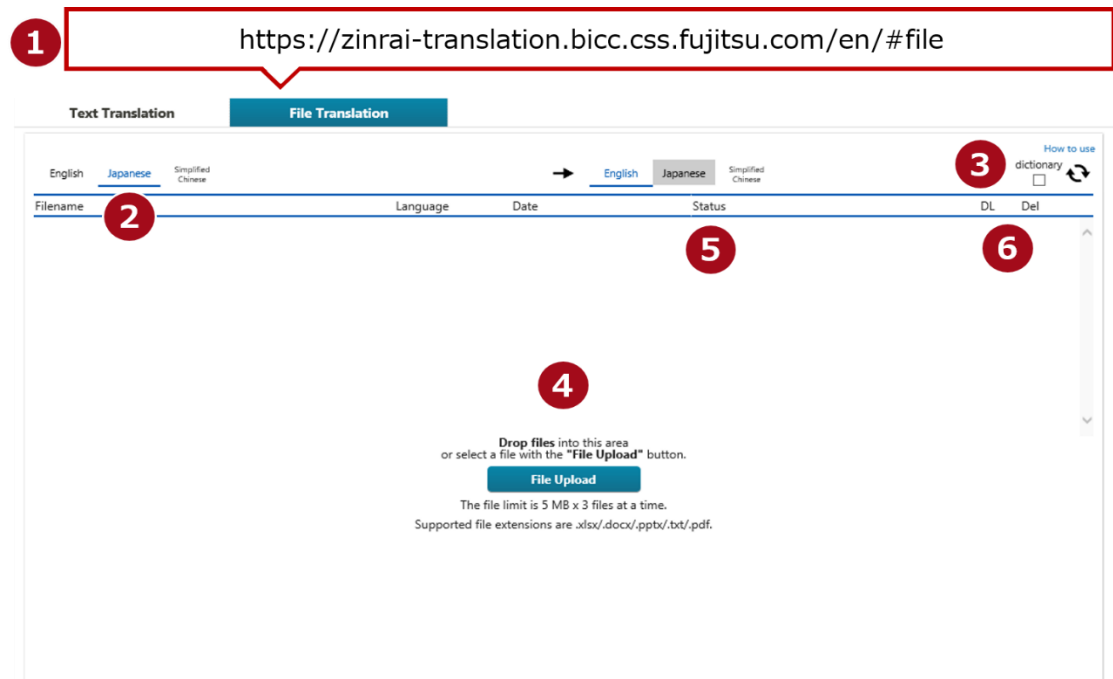 1
https://zinrai-translation.bicc.css.fujitsu.com/en/#file
Text Translation File Translation
How to use
English Japanese Simplified Chinese → English Japanese Simplified Chinese 3 dictionary
Filename 2 Language Date Status DL Del
5 6
4
Drop files into this area
or select a file with the "File Upload" button.
File Upload
The file limit is 5 MB x 3 files at a time.
Supported file extensions are .xlsx/.docx/.pptx/.txt/.pdf.